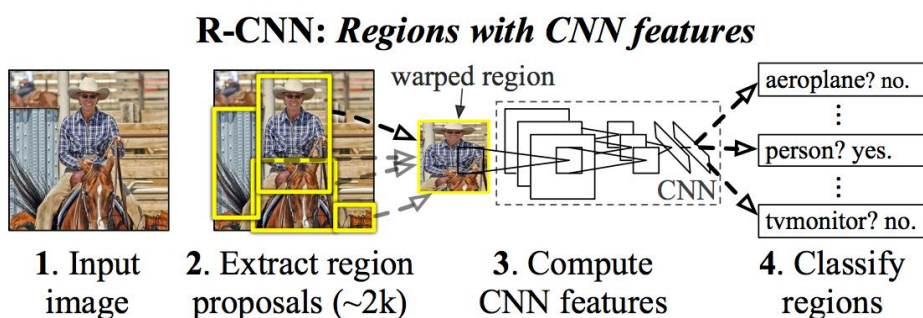 R-CNN: Regions with CNN features
warped region
aeroplane? no.
person? yes.
tvmonitor? no.
CNN
1. Input
image
2. Extract region
proposals (~2k)
3. Compute
CNN features
4. Classify
regions